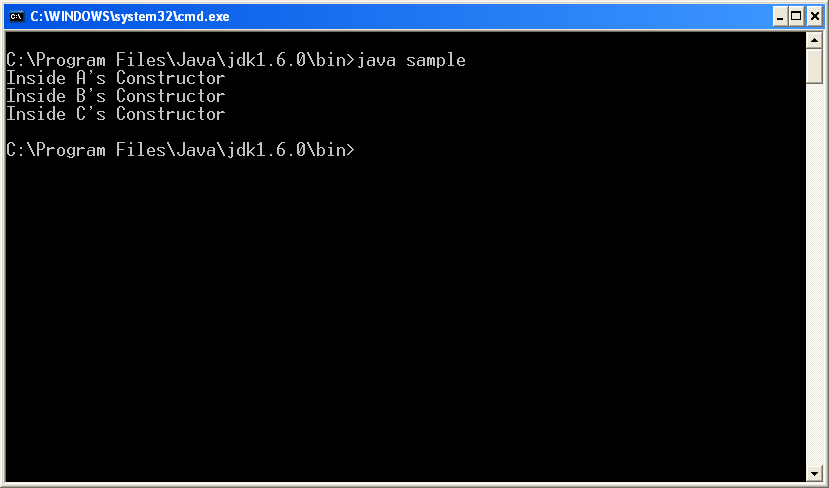 C:\WINDOWS\system32\cmd.exe
C:\Program Files\Java\jdk1.6.0\bin>java sample
Inside A's Constructor
Inside B's Constructor
Inside C's Constructor
C:\Program Files\Java\jdk1.6.0\bin>